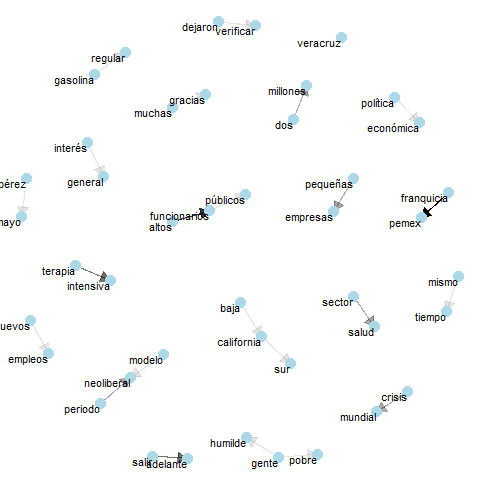 dejaron
verificar
veracruz
regular
gasolina
gracias
muchas
millones
dos
política
económica
interés
general
pérez
mayo
públicos
funcionarios
altos
pequeñas
empresas
franquicia
pemex
terapia
intensiva
mismo
tiempo
baja
california
sur
sector
salud
uevos
empleos
modelo
neoliberal
periodo
crisis
mundial
humilde
gente
pobre
salir
adelante